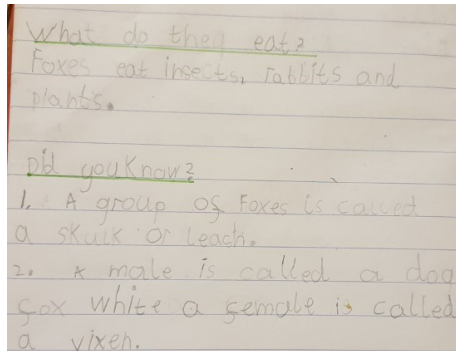 What do they eat?
Foxes eat insects, rabbits and
plants.
Did you Know?
1. A group of Foxes is called
a skulk or leach.
2. A male is called a dog
fox white a female is called
a vixen.